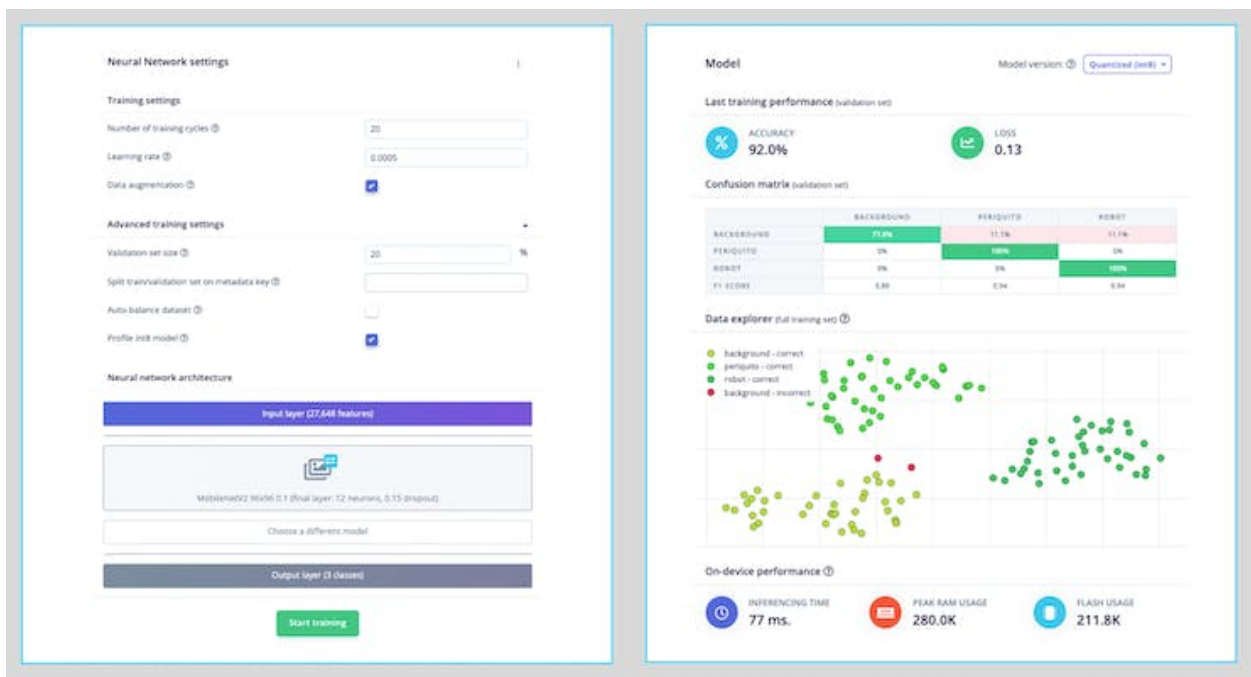 Neural Network settings
Training settings
Number of training cycles
20
Learning rate
0.0005
Data augmentation
Advanced training settings
Validation set size
20
%
Split train/validation set on metadata key
Auto-balance dataset
Profile int8 model
Neural network architecture
Input layer (27,648 features)
MobileNetV2 96x96 0.1 (final layer: 12 neurons, 0.15 dropout)
Choose a different model
Output layer (3 classes)
Start training
Model
Model version: Quantized (int8)
Last training performance (validation set)
ACCURACY
92.0%
LOSS
0.13
Confusion matrix (validation set)
BACKGROUND PERIQUITO ROBOT
BACKGROUND 77.8% 11.1% 11.1%
PERIQUITO 0% 100% 0%
ROBOT 0% 0% 100%
F1 SCORE 0.88 0.94 0.94
Data explorer (full training set)
background - correct
periquito - correct
robot - correct
background - incorrect
On-device performance
INFERENCING TIME
77 ms.
PEAK RAM USAGE
280.0K
FLASH USAGE
211.8K